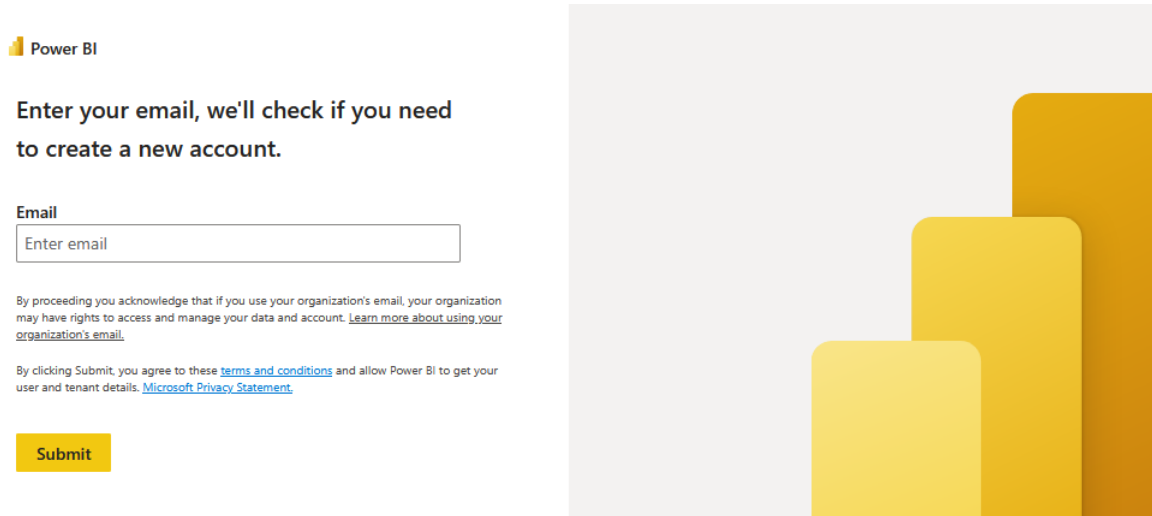 Power BI
Enter your email, we'll check if you need
to create a new account.
Email
Enter email
By proceeding you acknowledge that if you use your organization's email, your organization
may have rights to access and manage your data and account. Learn more about using your
organization's email.
By clicking Submit, you agree to these terms and conditions and allow Power BI to get your
user and tenant details. Microsoft Privacy Statement.
Submit